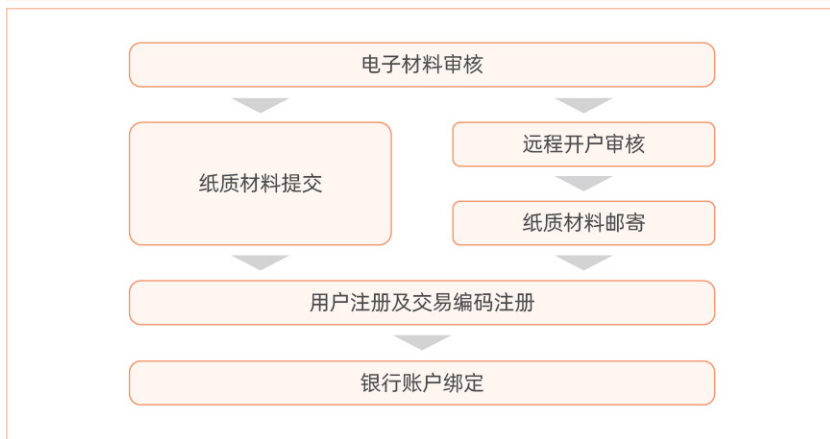 电子材料审核
纸质材料提交
远程开户审核
纸质材料邮寄
用户注册及交易编码注册
银行账户绑定